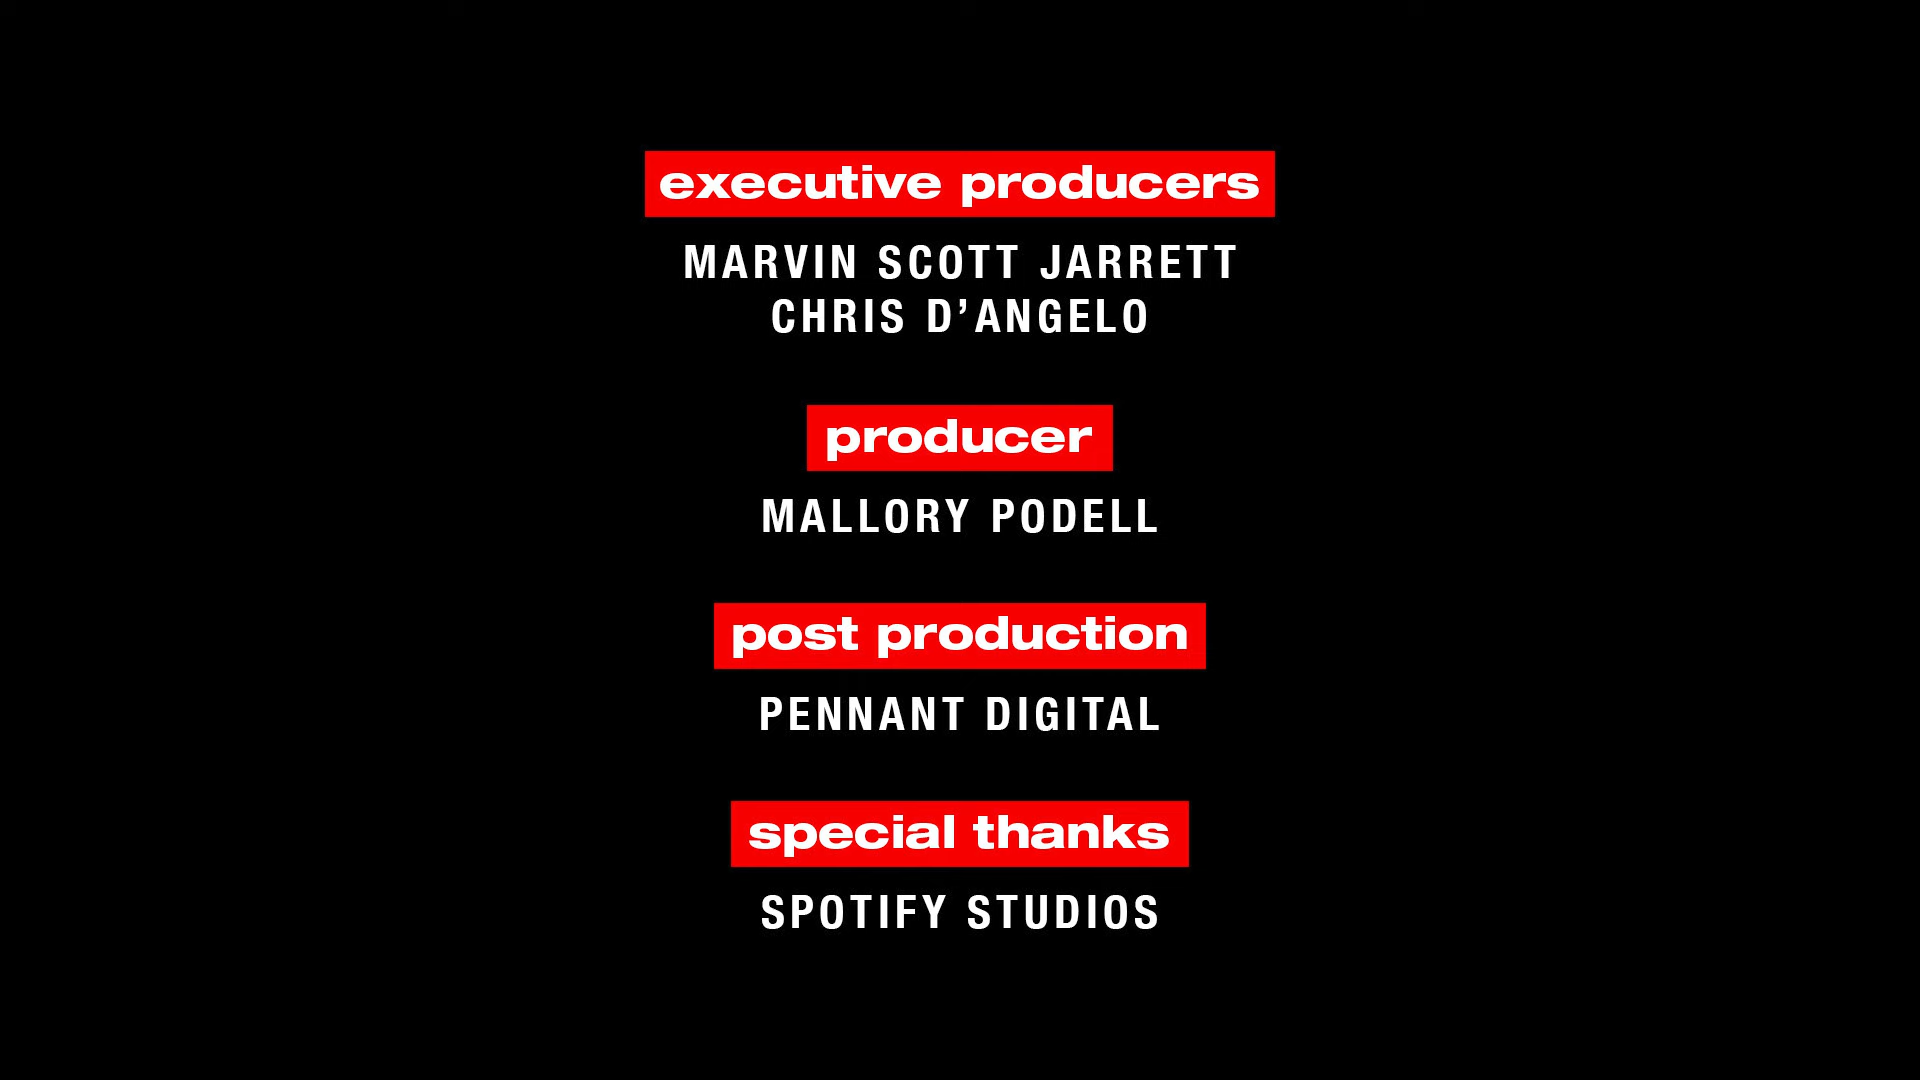 executive producers
MARVIN SCOTT JARRETT
CHRIS D’ANGELO
producer
MALLORY PODELL
post production
PENNANT DIGITAL
special thanks
SPOTIFY STUDIOS